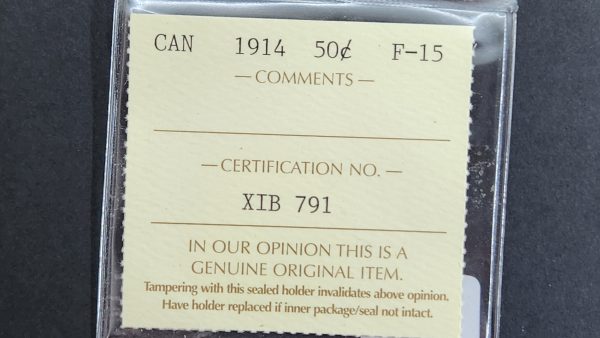 CAN 1914 50¢ F-15
— COMMENTS —
— CERTIFICATION NO. —
XIB 791
IN OUR OPINION THIS IS A
GENUINE ORIGINAL ITEM.
Tampering with this sealed holder invalidates above opinion.
Have holder replaced if inner package/seal not intact.